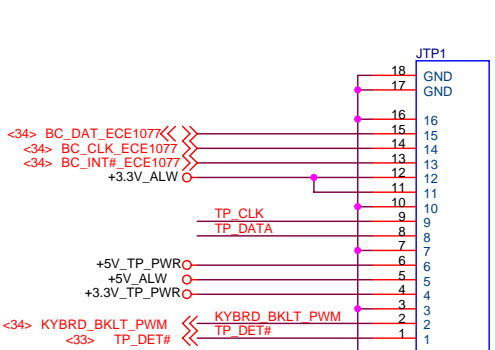 JTP1
18 GND
17 GND
16 16
<34> BC_DAT_ECE1077 15 15
<34> BC_CLK_ECE1077 14 14
<34> BC_INT#_ECE1077 13 13
+3.3V_ALW 12 12
11 11
10 10
TP_CLK 9 9
TP_DATA 8 8
7 7
+5V_TP_PWR 6 6
+5V_ALW 5 5
+3.3V_TP_PWR 4 4
3 3
<34> KYBRD_BKLT_PWM KYBRD_BKLT_PWM 2 2
<33> TP_DET# TP_DET# 1 1